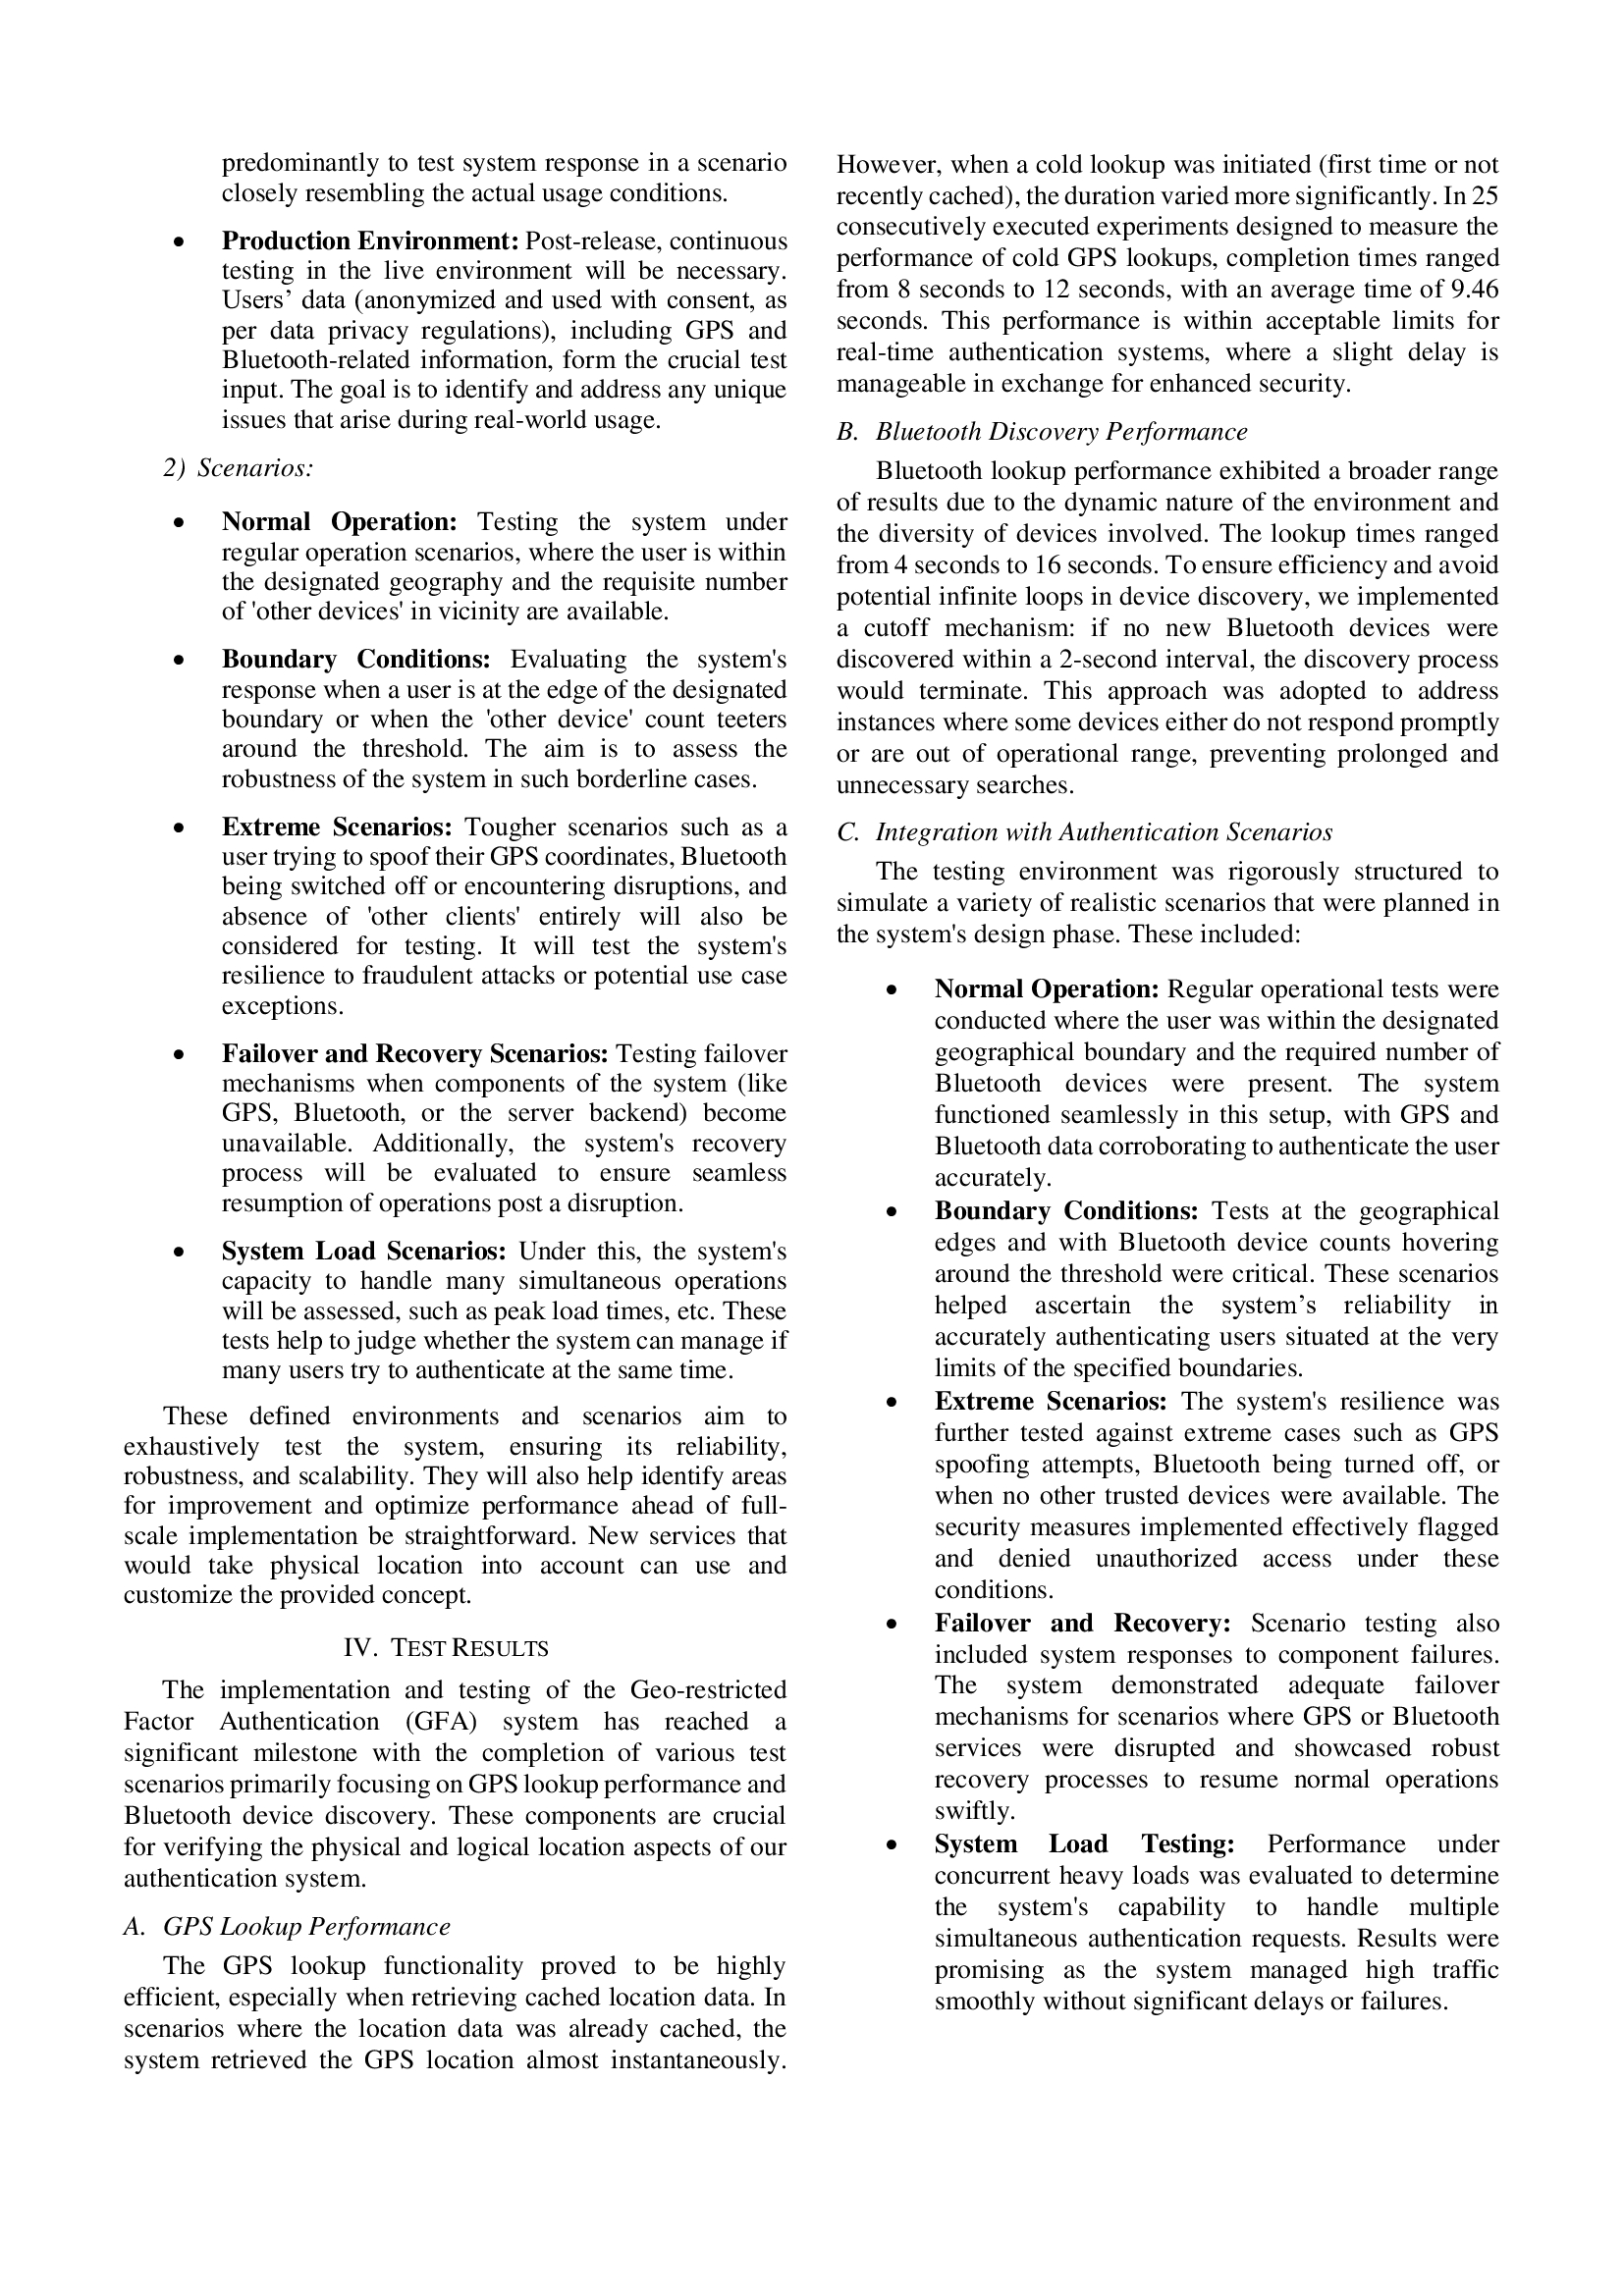 predominantly to test system response in a scenario
closely resembling the actual usage conditions.
• Production Environment: Post-release, continuous
testing in the live environment will be necessary.
Users’ data (anonymized and used with consent, as
per data privacy regulations), including GPS and
Bluetooth-related information, form the crucial test
input. The goal is to identify and address any unique
issues that arise during real-world usage.
2) Scenarios:
• Normal Operation: Testing the system under
regular operation scenarios, where the user is within
the designated geography and the requisite number
of 'other devices' in vicinity are available.
• Boundary Conditions: Evaluating the system's
response when a user is at the edge of the designated
boundary or when the 'other device' count teeters
around the threshold. The aim is to assess the
robustness of the system in such borderline cases.
• Extreme Scenarios: Tougher scenarios such as a
user trying to spoof their GPS coordinates, Bluetooth
being switched off or encountering disruptions, and
absence of 'other clients' entirely will also be
considered for testing. It will test the system's
resilience to fraudulent attacks or potential use case
exceptions.
• Failover and Recovery Scenarios: Testing failover
mechanisms when components of the system (like
GPS, Bluetooth, or the server backend) become
unavailable. Additionally, the system's recovery
process will be evaluated to ensure seamless
resumption of operations post a disruption.
• System Load Scenarios: Under this, the system's
capacity to handle many simultaneous operations
will be assessed, such as peak load times, etc. These
tests help to judge whether the system can manage if
many users try to authenticate at the same time.
These defined environments and scenarios aim to
exhaustively test the system, ensuring its reliability,
robustness, and scalability. They will also help identify areas
for improvement and optimize performance ahead of full-
scale implementation be straightforward. New services that
would take physical location into account can use and
customize the provided concept.
IV. TEST RESULTS
The implementation and testing of the Geo-restricted
Factor Authentication (GFA) system has reached a
significant milestone with the completion of various test
scenarios primarily focusing on GPS lookup performance and
Bluetooth device discovery. These components are crucial
for verifying the physical and logical location aspects of our
authentication system.
A. GPS Lookup Performance
The GPS lookup functionality proved to be highly
efficient, especially when retrieving cached location data. In
scenarios where the location data was already cached, the
system retrieved the GPS location almost instantaneously.
However, when a cold lookup was initiated (first time or not
recently cached), the duration varied more significantly. In 25
consecutively executed experiments designed to measure the
performance of cold GPS lookups, completion times ranged
from 8 seconds to 12 seconds, with an average time of 9.46
seconds. This performance is within acceptable limits for
real-time authentication systems, where a slight delay is
manageable in exchange for enhanced security.
B. Bluetooth Discovery Performance
Bluetooth lookup performance exhibited a broader range
of results due to the dynamic nature of the environment and
the diversity of devices involved. The lookup times ranged
from 4 seconds to 16 seconds. To ensure efficiency and avoid
potential infinite loops in device discovery, we implemented
a cutoff mechanism: if no new Bluetooth devices were
discovered within a 2-second interval, the discovery process
would terminate. This approach was adopted to address
instances where some devices either do not respond promptly
or are out of operational range, preventing prolonged and
unnecessary searches.
C. Integration with Authentication Scenarios
The testing environment was rigorously structured to
simulate a variety of realistic scenarios that were planned in
the system's design phase. These included:
• Normal Operation: Regular operational tests were
conducted where the user was within the designated
geographical boundary and the required number of
Bluetooth devices were present. The system
functioned seamlessly in this setup, with GPS and
Bluetooth data corroborating to authenticate the user
accurately.
• Boundary Conditions: Tests at the geographical
edges and with Bluetooth device counts hovering
around the threshold were critical. These scenarios
helped ascertain the system’s reliability in
accurately authenticating users situated at the very
limits of the specified boundaries.
• Extreme Scenarios: The system's resilience was
further tested against extreme cases such as GPS
spoofing attempts, Bluetooth being turned off, or
when no other trusted devices were available. The
security measures implemented effectively flagged
and denied unauthorized access under these
conditions.
• Failover and Recovery: Scenario testing also
included system responses to component failures.
The system demonstrated adequate failover
mechanisms for scenarios where GPS or Bluetooth
services were disrupted and showcased robust
recovery processes to resume normal operations
swiftly.
• System Load Testing: Performance under
concurrent heavy loads was evaluated to determine
the system's capability to handle multiple
simultaneous authentication requests. Results were
promising as the system managed high traffic
smoothly without significant delays or failures.